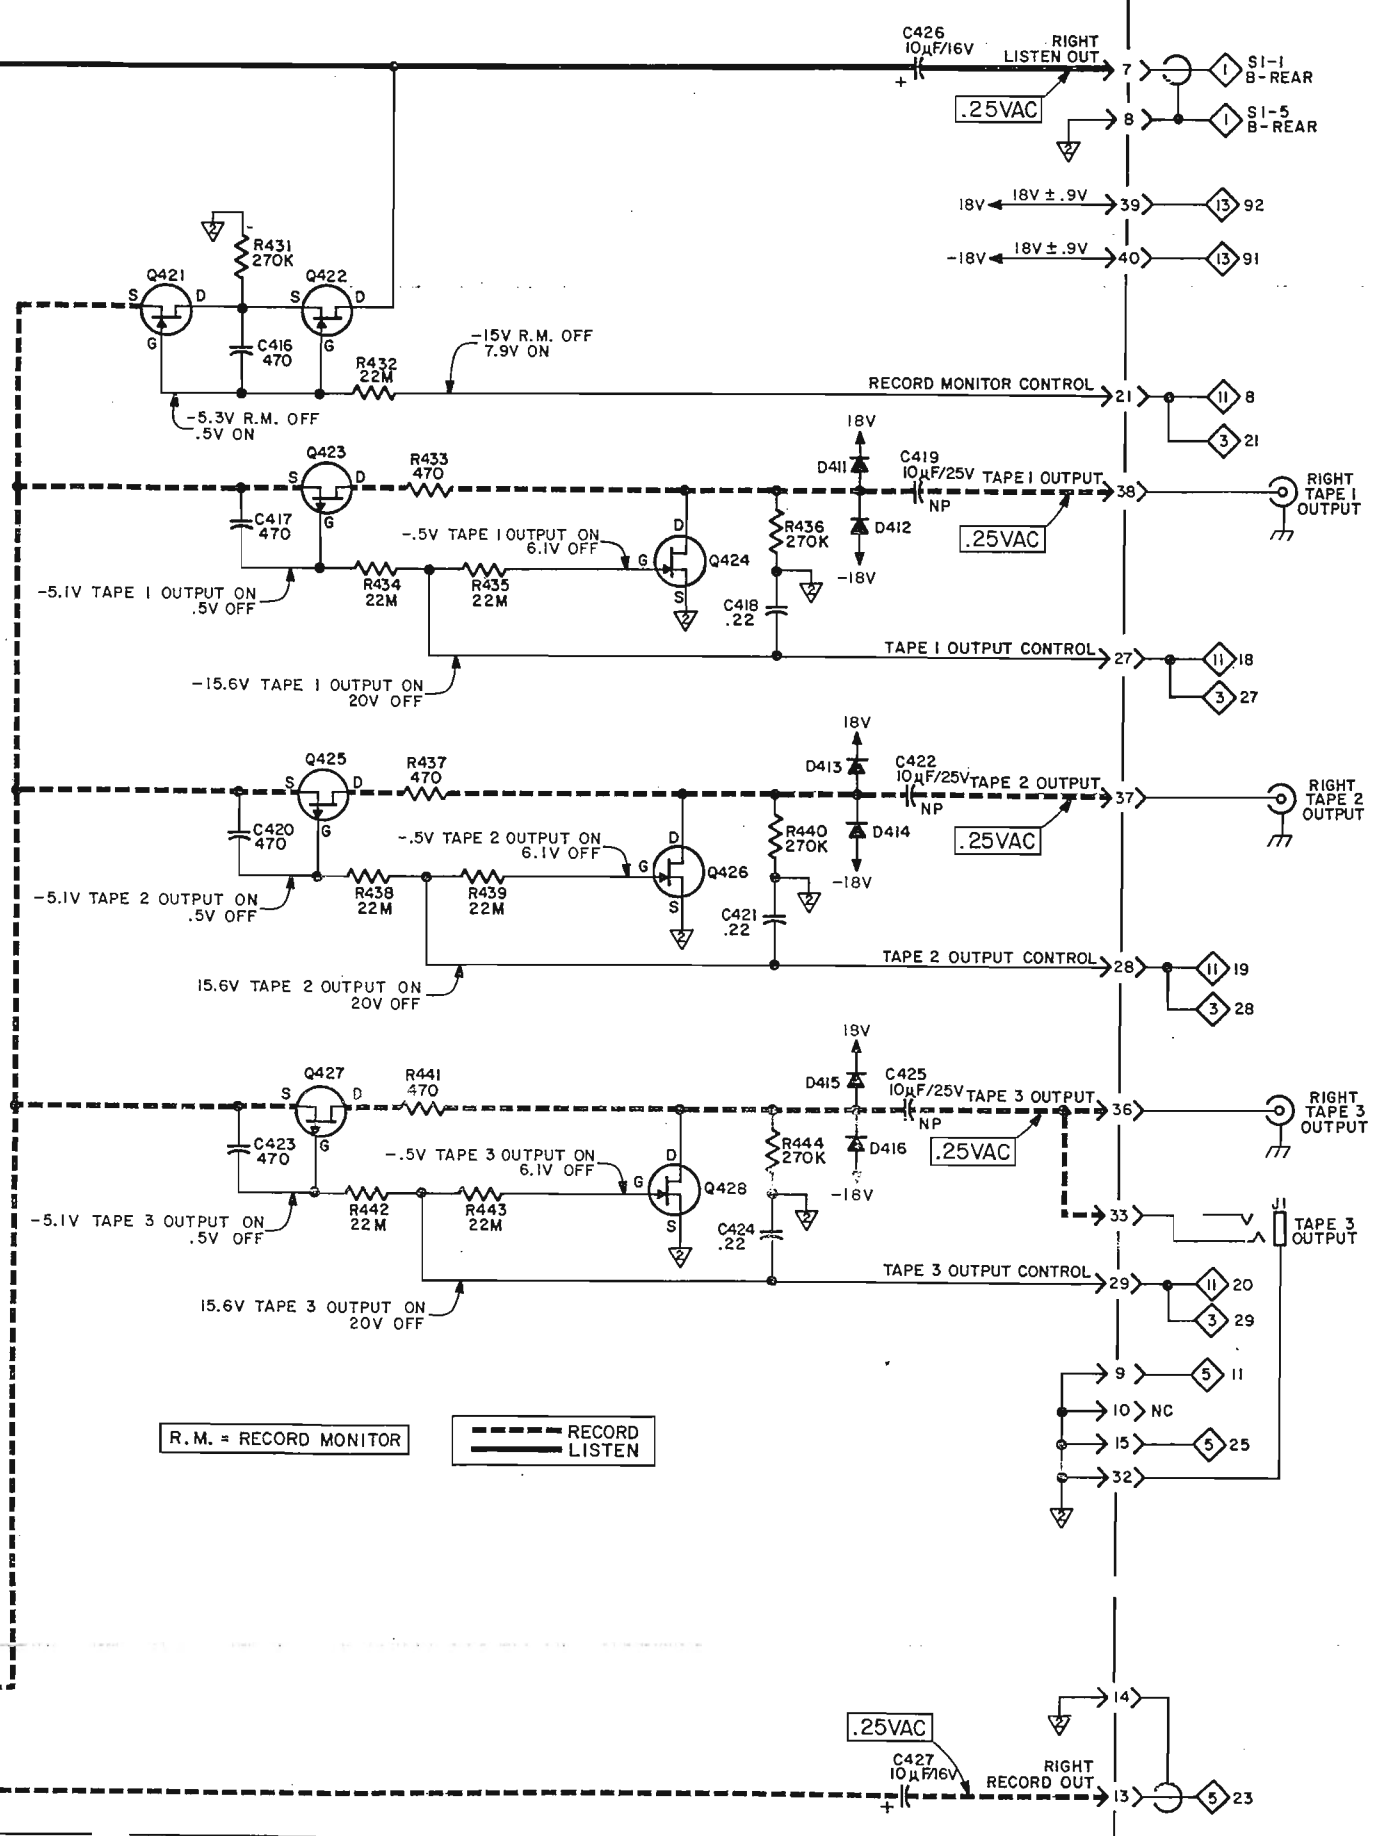 C426
10µF/16V
RIGHT
LISTEN OUT
+
.25VAC
7
1
S1-1
B-REAR
8
1
S1-5
B-REAR
2
18V
18V ± .9V
39
13
92
-18V
18V ± .9V
40
13
91
2
R431
270K
Q421
S
D
G
Q422
S
D
G
C416
470
R432
22M
-15V R.M. OFF
7.9V ON
RECORD MONITOR CONTROL
21
11
8
3
21
-5.3V R.M. OFF
.5V ON
Q423
S
D
G
R433
470
18V
D411
C419
10µF/25V
NP
TAPE 1 OUTPUT
38
RIGHT
TAPE 1
OUTPUT
C417
470
-.5V TAPE 1 OUTPUT ON
6.1V OFF
D
G
S
Q424
R436
270K
D412
-18V
.25VAC
-5.1V TAPE 1 OUTPUT ON
.5V OFF
R434
22M
R435
22M
2
C418
.22
2
TAPE 1 OUTPUT CONTROL
27
11
18
3
27
-15.6V TAPE 1 OUTPUT ON
20V OFF
Q425
S
D
G
R437
470
18V
D413
C422
10µF/25V
NP
TAPE 2 OUTPUT
37
RIGHT
TAPE 2
OUTPUT
C420
470
-.5V TAPE 2 OUTPUT ON
6.1V OFF
D
G
S
Q426
R440
270K
D414
-18V
.25VAC
-5.1V TAPE 2 OUTPUT ON
.5V OFF
R438
22M
R439
22M
2
C421
.22
2
TAPE 2 OUTPUT CONTROL
28
11
19
3
28
15.6V TAPE 2 OUTPUT ON
20V OFF
Q427
S
D
G
R441
470
18V
D415
C425
10µF/25V
NP
TAPE 3 OUTPUT
36
RIGHT
TAPE 3
OUTPUT
C423
470
-.5V TAPE 3 OUTPUT ON
6.1V OFF
D
G
S
Q428
R444
270K
D416
-18V
.25VAC
-5.1V TAPE 3 OUTPUT ON
.5V OFF
R442
22M
R443
22M
2
C424
.22
2
33
J1
TAPE 3
OUTPUT
TAPE 3 OUTPUT CONTROL
29
11
20
3
29
15.6V TAPE 3 OUTPUT ON
20V OFF
9
5
11
10
NC
15
5
25
32
2
R.M. = RECORD MONITOR
RECORD
LISTEN
14
2
.25VAC
C427
10µF/16V
+
RIGHT
RECORD OUT
13
5
23